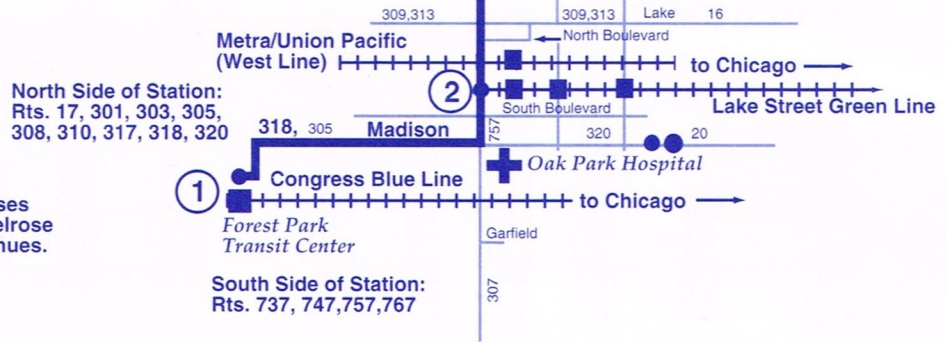 309,313
309,313
Lake
16
North Boulevard
Metra/Union Pacific
(West Line)
to Chicago
2
North Side of Station:
Rts. 17, 301, 303, 305,
308, 310, 317, 318, 320
South Boulevard
Lake Street Green Line
318, 305
Madison
757
320
20
Oak Park Hospital
1
Congress Blue Line
to Chicago
ses
elrose
nues.
Forest Park
Transit Center
Garfield
South Side of Station:
Rts. 737, 747,757,767
307